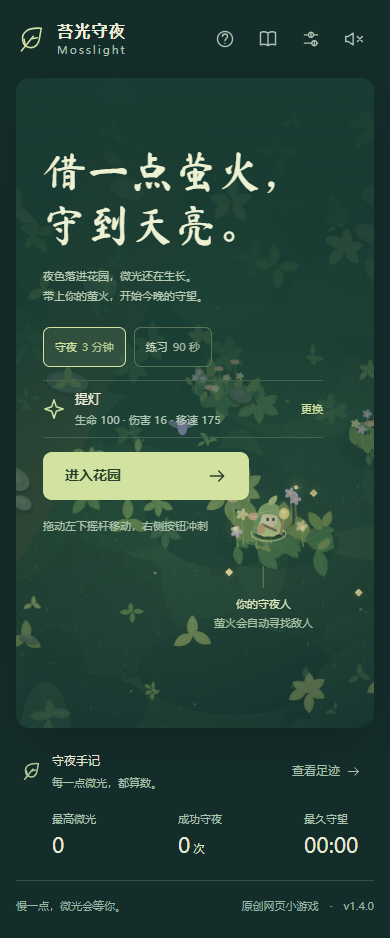 苔光守夜
Mosslight
借一点萤火，
守到天亮。
夜色落进花园，微光还在生长。
带上你的萤火，开始今晚的守望。
守夜 3 分钟
练习 90 秒
提灯
生命 100 · 伤害 16 · 移速 175
更换
进入花园 →
拖动左下摇杆移动，右侧按钮冲刺
你的守夜人
萤火会自动寻找敌人
守夜手记
每一点微光，都算数。
查看足迹 →
最高微光
成功守夜
最久守望
0
0 次
00:00
慢一点，微光会等你。
原创网页小游戏 · v1.4.0